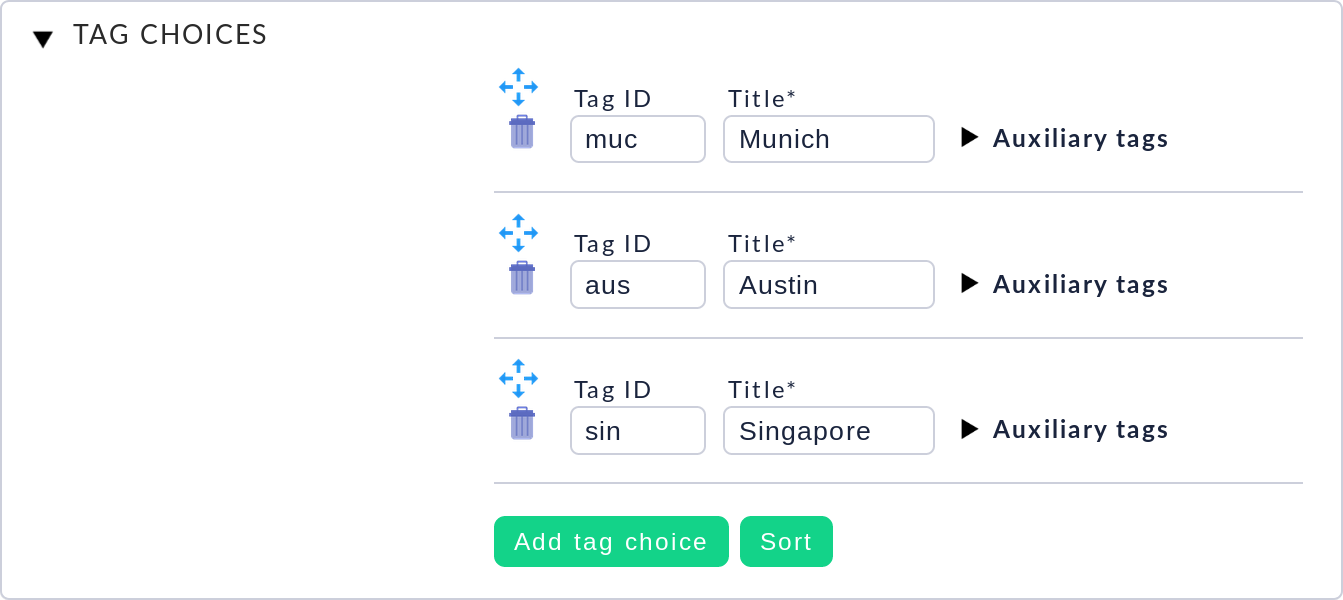 TAG CHOICES
Tag ID Title*
muc Munich Auxiliary tags
Tag ID Title*
aus Austin Auxiliary tags
Tag ID Title*
sin Singapore Auxiliary tags
Add tag choice Sort